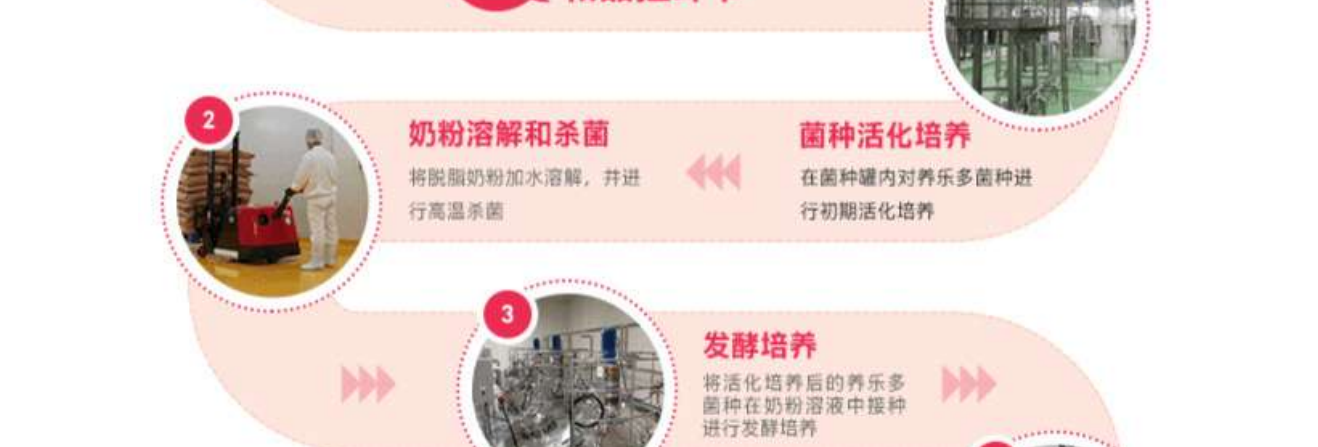 菌种活化培养
在菌种罐内对养乐多菌种进
行初期活化培养
2
奶粉溶解和杀菌
将脱脂奶粉加水溶解，并进
行高温杀菌
3
发酵培养
将活化培养后的养乐多
菌种在奶粉溶液中接种
进行发酵培养